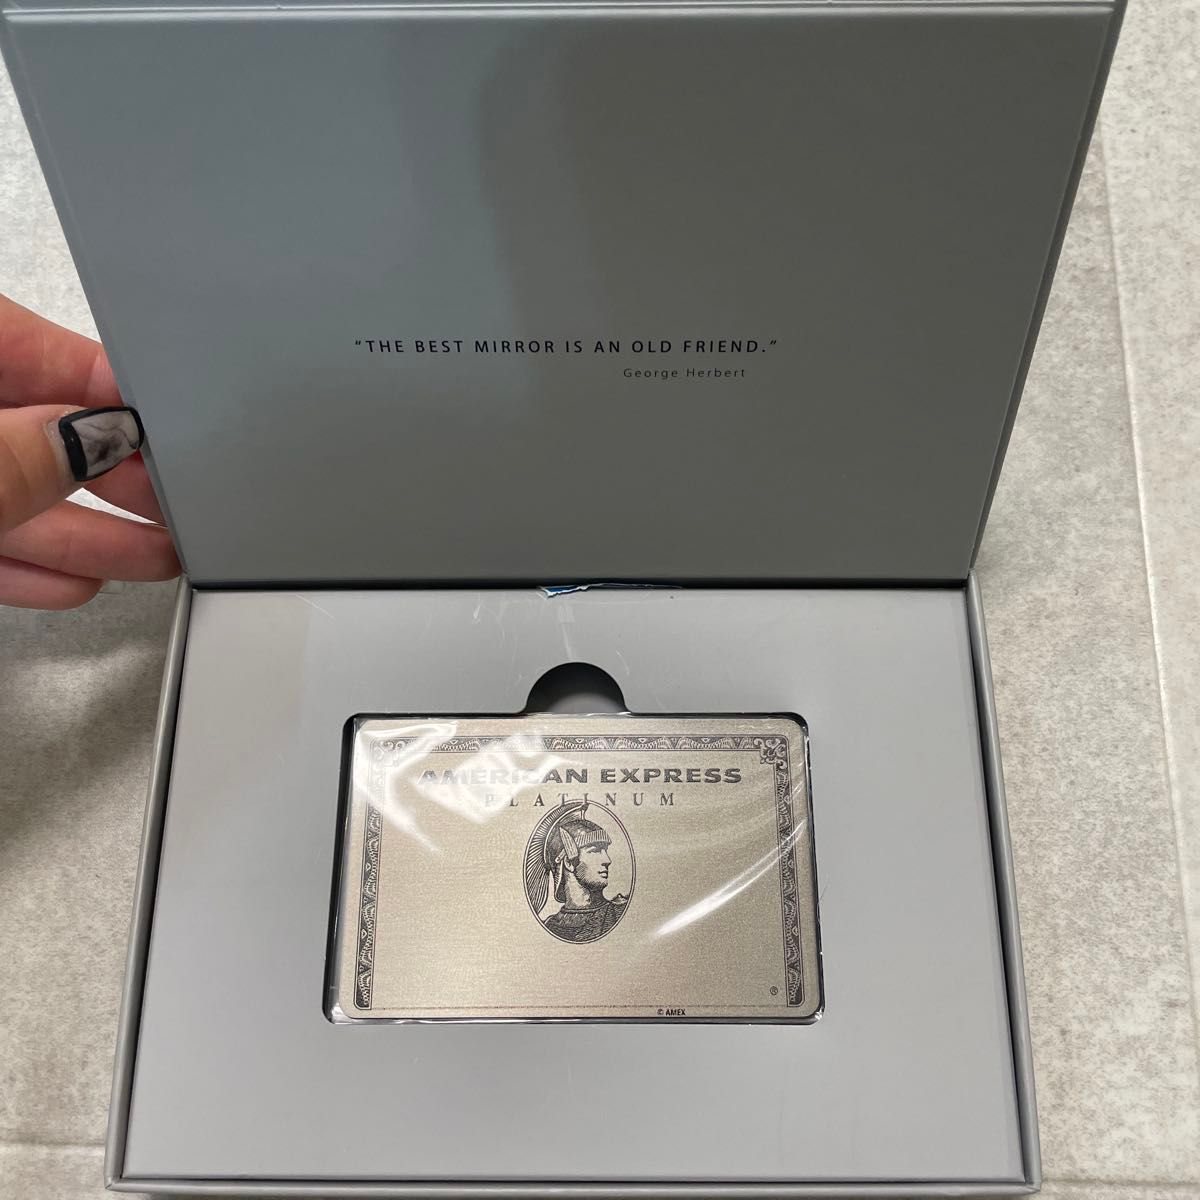 "THE BEST MIRROR IS AN OLD FRIEND."
George Herbert
AMERICAN EXPRESS
PLATINUM
®
© AMEX